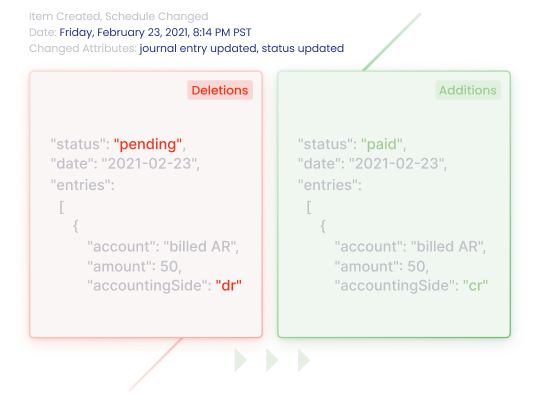 Item Created, Schedule Changed
Date: Friday, February 23, 2021, 8:14 PM PST
Changed Attributes: journal entry updated, status updated
Deletions
"status": "pending",
"date": "2021-02-23",
"entries":
[
{
"account": "billed AR",
"amount": 50,
"accountingSide": "dr"
Additions
"status": "paid",
"date": "2021-02-23",
"entries":
[
{
"account": "billed AR",
"amount": 50,
"accountingSide": "cr"